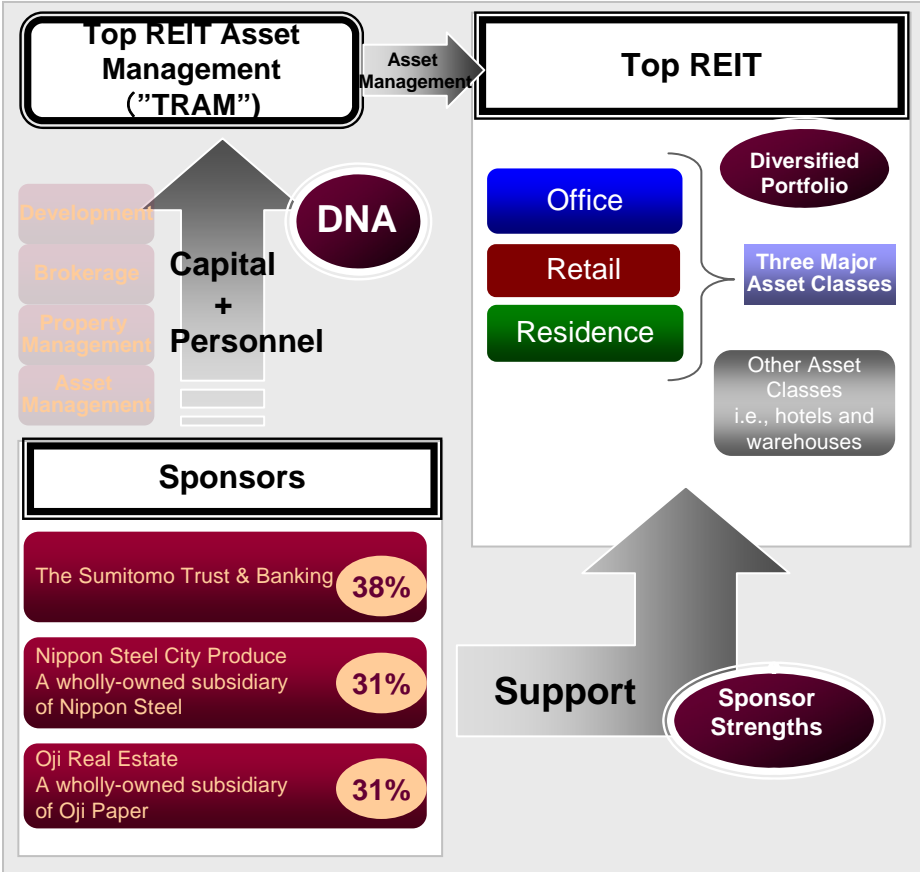 Top REIT Asset
Management
(”TRAM”)
Asset
Management
Top REIT
Development
Brokerage
Property
Management
Asset
Management
Capital
+
Personnel
DNA
Office
Retail
Residence
Diversified
Portfolio
Three Major
Asset Classes
Other Asset
Classes
i.e., hotels and
warehouses
Sponsors
The Sumitomo Trust & Banking
38%
Nippon Steel City Produce
A wholly-owned subsidiary
of Nippon Steel
31%
Oji Real Estate
A wholly-owned subsidiary
of Oji Paper
31%
Support
Sponsor
Strengths